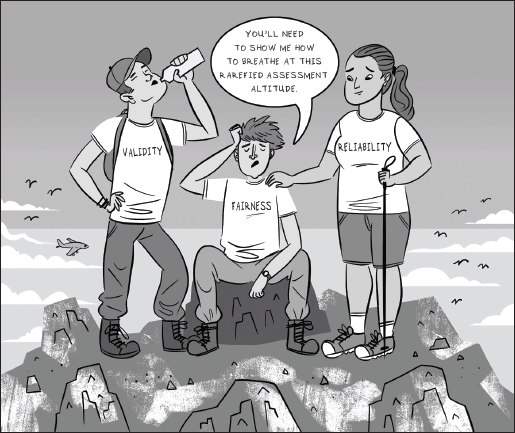 YOU'LL NEED
TO SHOW ME HOW
TO BREATHE AT THIS
RAREFIED ASSESSMENT
ALTITUDE.
VALIDITY
FAIRNESS
RELIABILITY